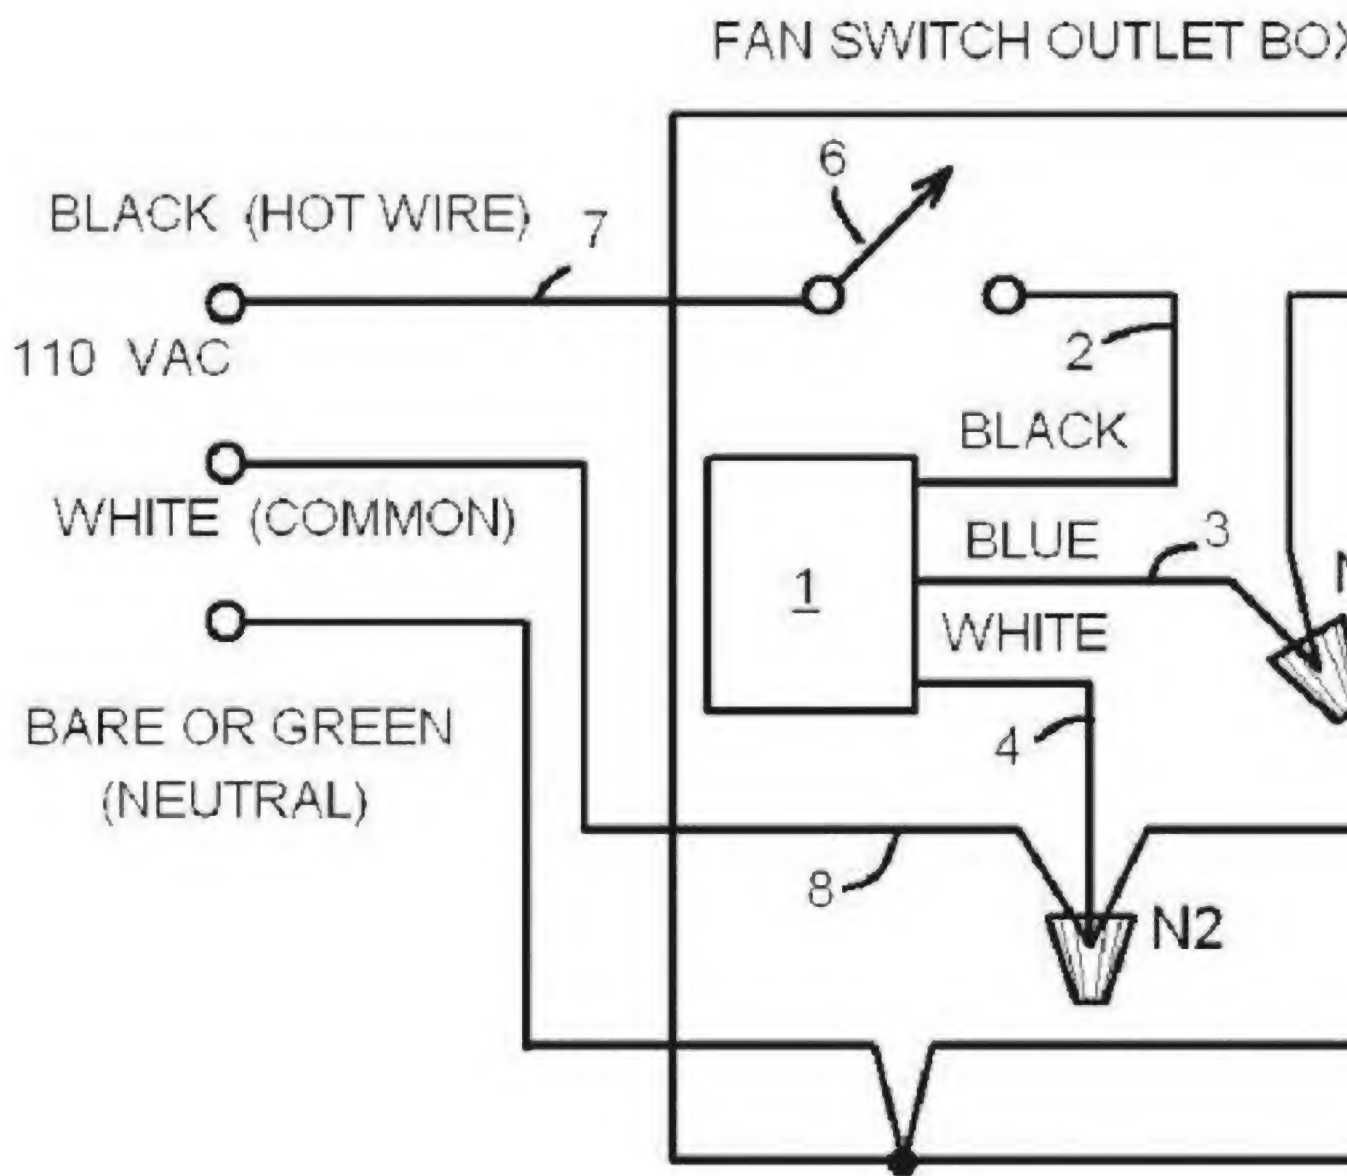 FAN SWITCH OUTLET BOX
6
BLACK (HOT WIRE) 7
110 VAC
2
BLACK
WHITE (COMMON)
BLUE 3
1
WHITE
BARE OR GREEN
(NEUTRAL)
4
8
N2